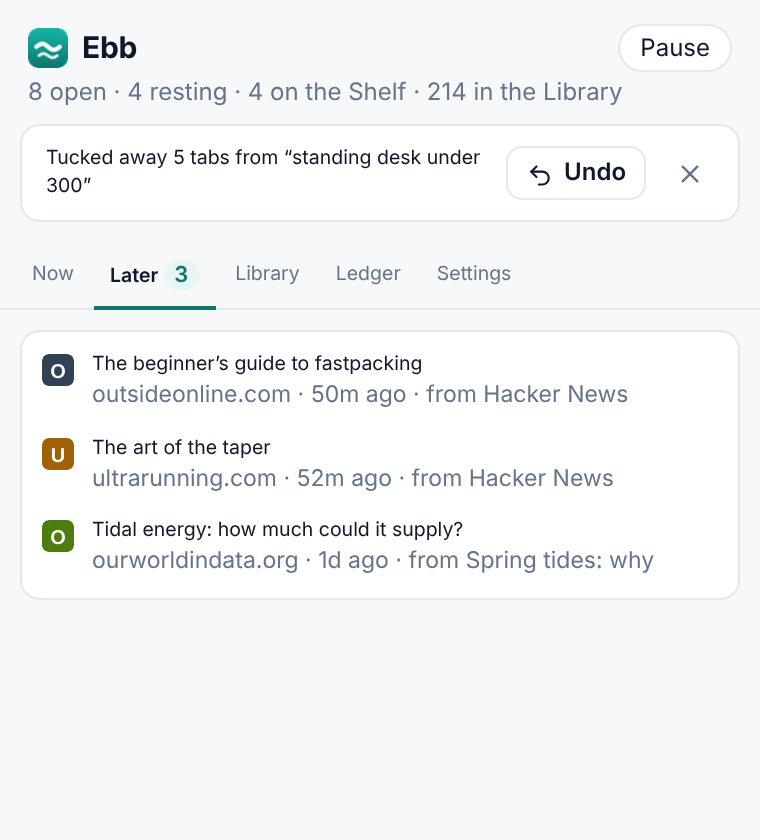 Ebb
Pause
8 open · 4 resting · 4 on the Shelf · 214 in the Library
Tucked away 5 tabs from “standing desk under
300”
Undo
Now
Later 3
Library
Ledger
Settings
O
The beginner’s guide to fastpacking
outsideonline.com · 50m ago · from Hacker News
U
The art of the taper
ultrarunning.com · 52m ago · from Hacker News
O
Tidal energy: how much could it supply?
ourworldindata.org · 1d ago · from Spring tides: why